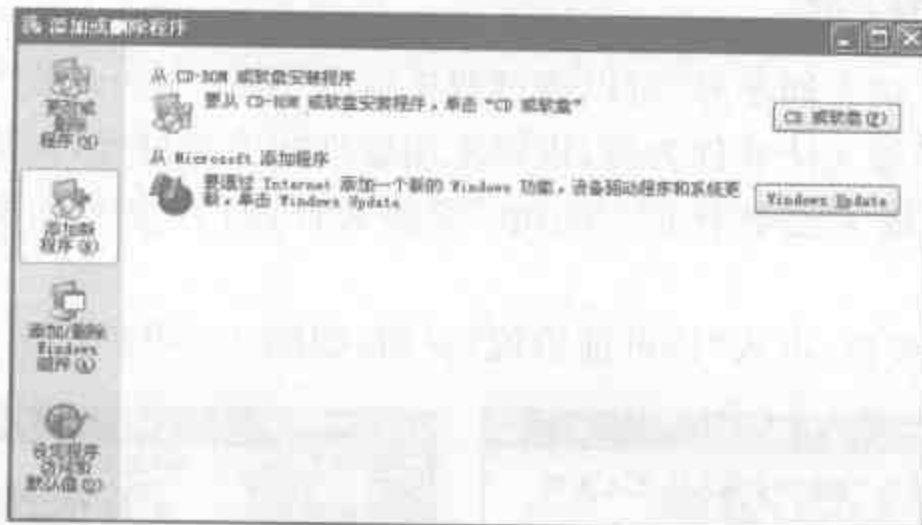 添加或删除程序
更改或
删除
程序(H)
添加新
程序(N)
添加/删除
Windows
组件(A)
设定程序
访问和
默认值(O)
从 CD-ROM 或软盘安装程序
要从 CD-ROM 或软盘安装程序，单击“CD 或软盘”
CD 或软盘(F)
从 Microsoft 添加程序
要通过 Internet 添加一个新的 Windows 功能，设备驱动程序和系统更
新，单击 Windows Update
Windows Update